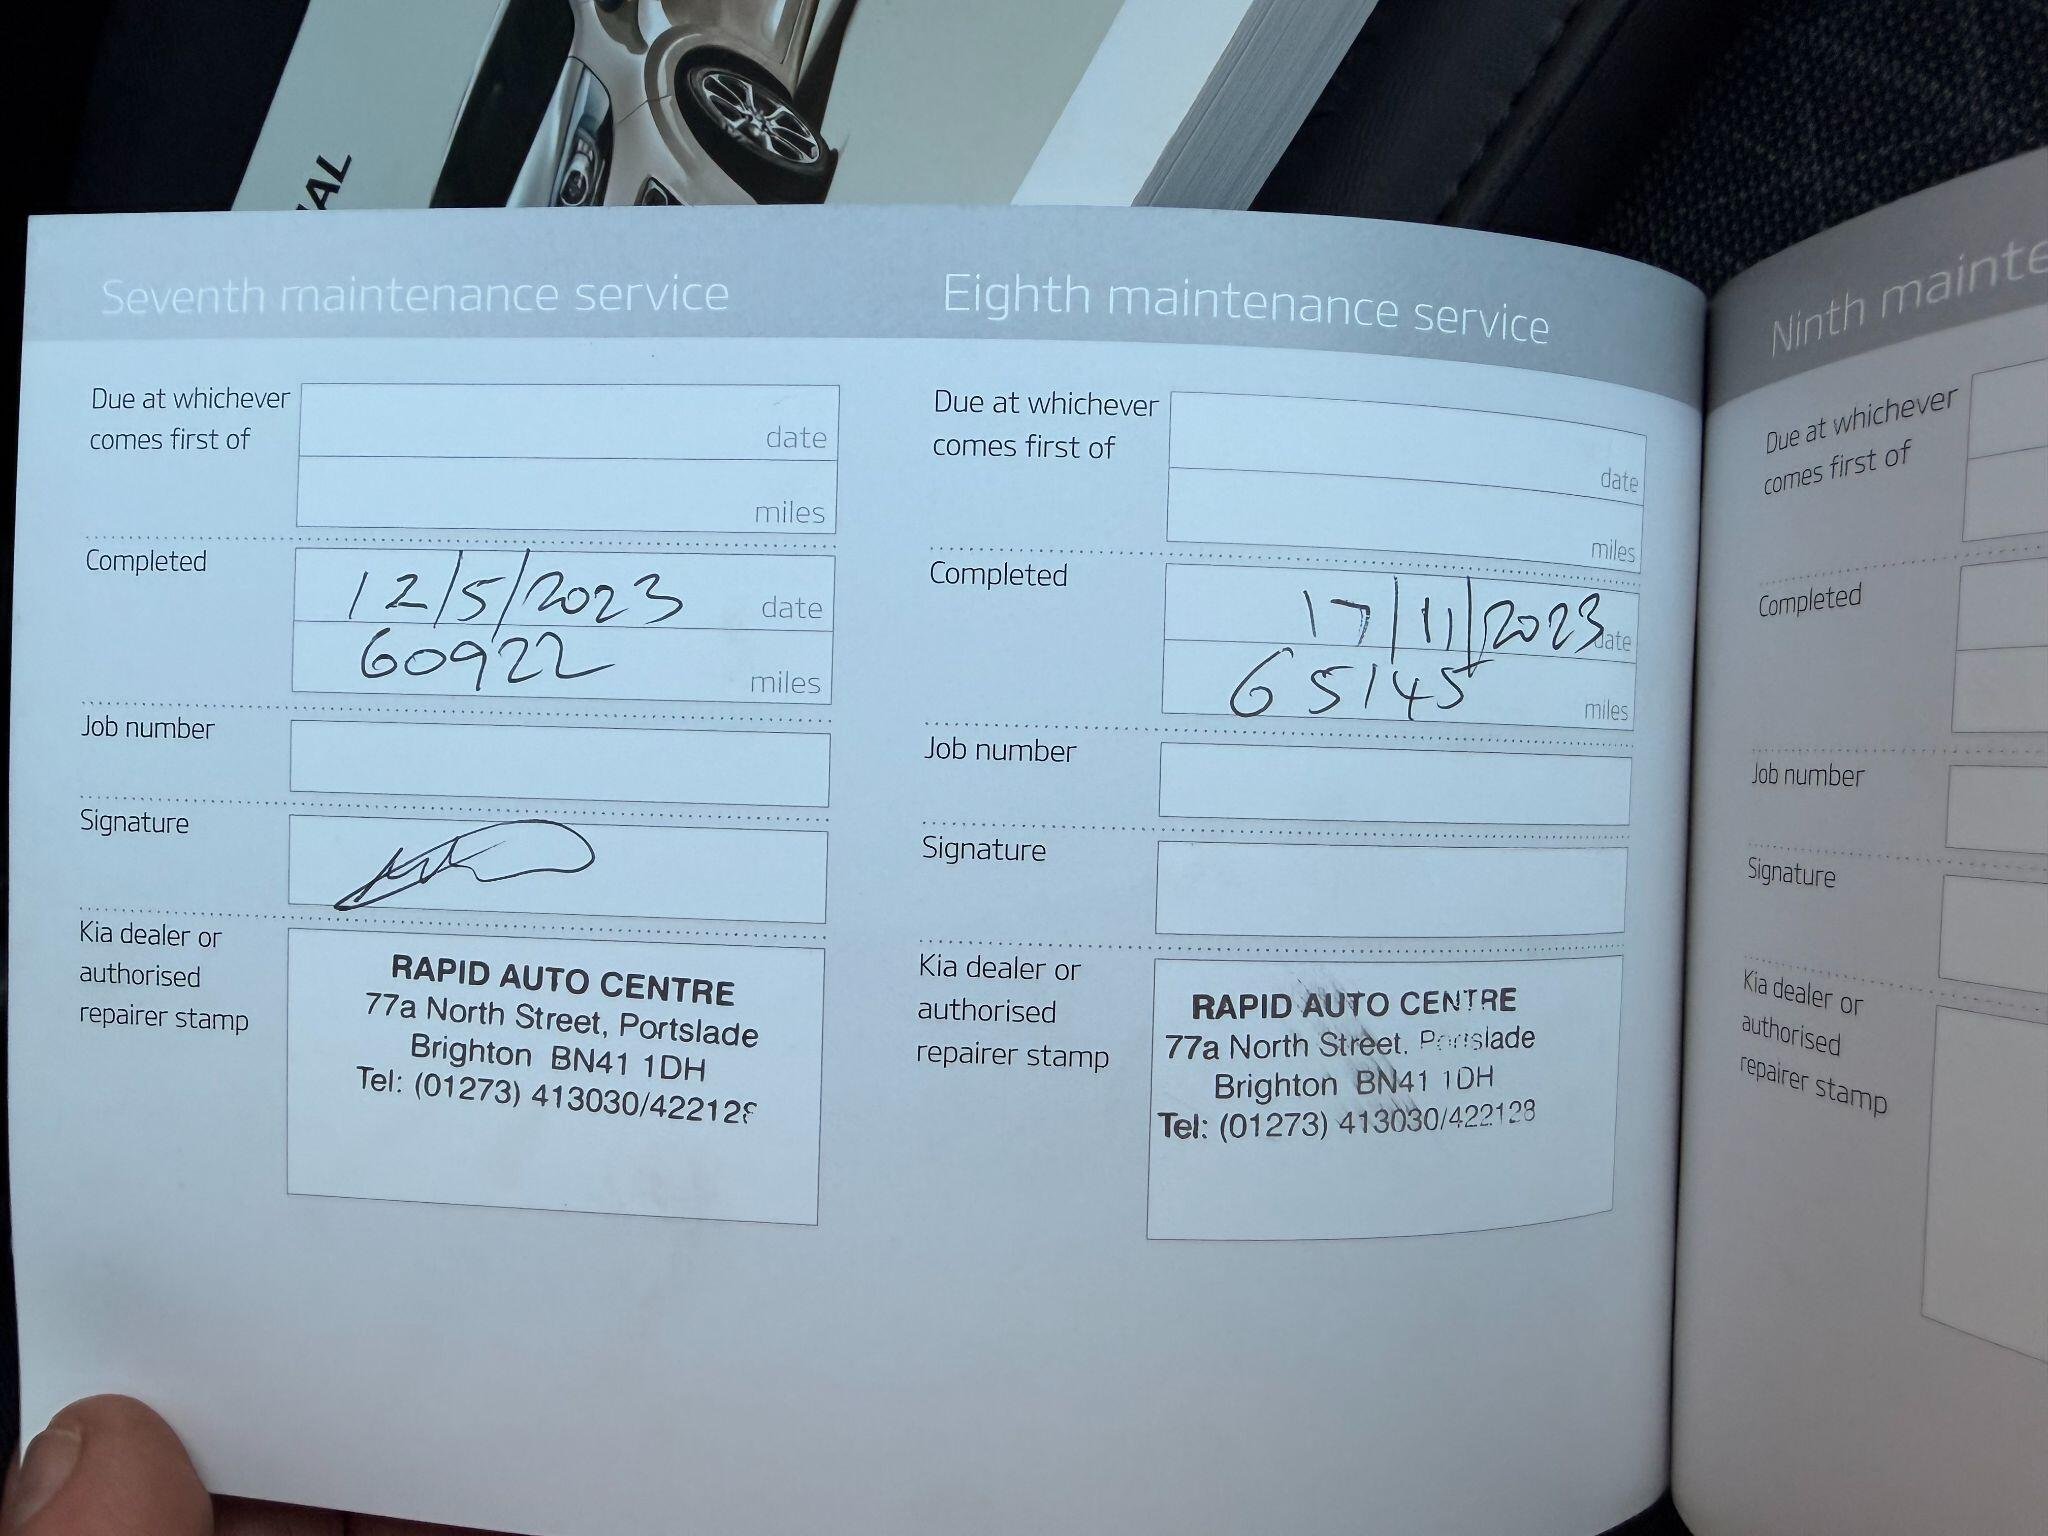 Seventh maintenance service
Due at whichever
comes first of
date
miles
Completed
12/5/2023 date
60922 miles
Job number
Signature
Kia dealer or
authorised
repairer stamp
RAPID AUTO CENTRE
77a North Street, Portslade
Brighton BN41 1DH
Tel: (01273) 413030/422128
Eighth maintenance service
Due at whichever
comes first of
date
miles
Completed
17/11/2023 date
65145 miles
Job number
Signature
Kia dealer or
authorised
repairer stamp
RAPID AUTO CENTRE
77a North Street, Portslade
Brighton BN41 1DH
Tel: (01273) 413030/422128
Ninth
Due at whichever
comes first of
Completed
Job number
Signature
Kia dealer or
authorised
repairer stamp